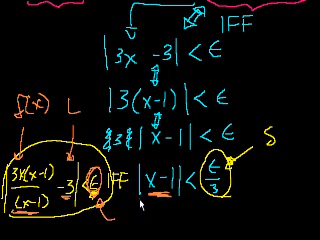 IFF
|3x -3| < ε
|3(x-1)| < ε
|3| |x-1| < ε
f(x) L δ
|3x(x-1)/(x-1) -3| < ε IFF |x-1| < ε/3